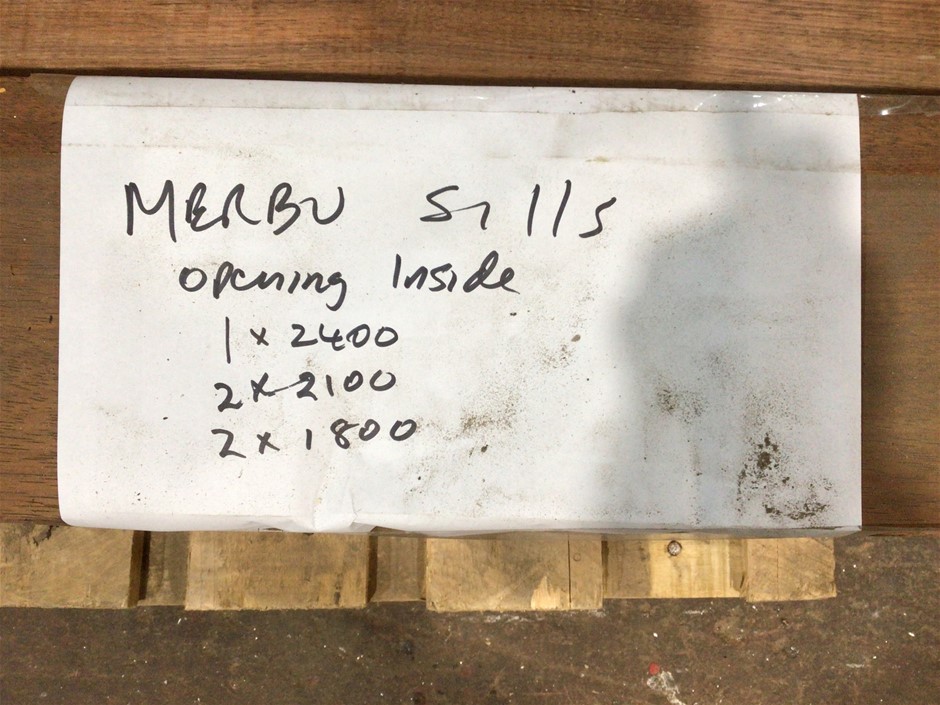 MERBU Sills
opening Inside
1 x 2400
2 x 2100
2 x 1800